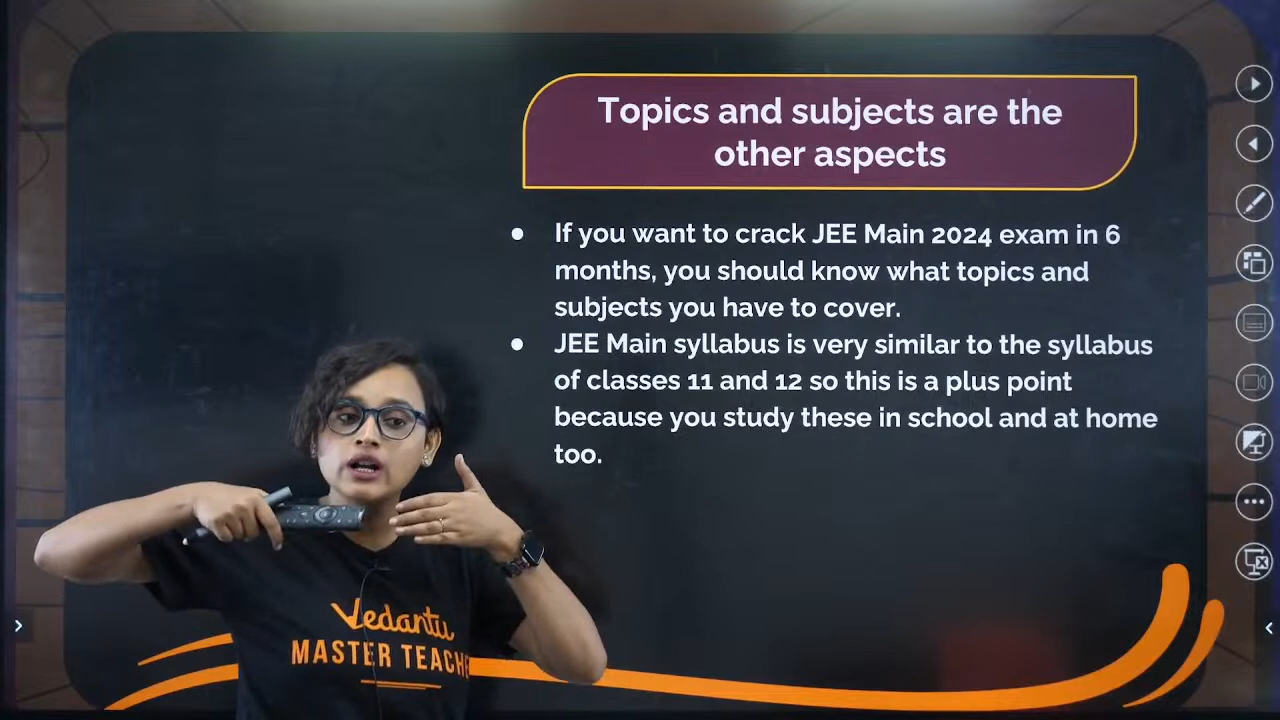 Topics and subjects are the
other aspects
● If you want to crack JEE Main 2024 exam in 6
months, you should know what topics and
subjects you have to cover.
● JEE Main syllabus is very similar to the syllabus
of classes 11 and 12 so this is a plus point
because you study these in school and at home
too.
Vedantu
MASTER TEACHE